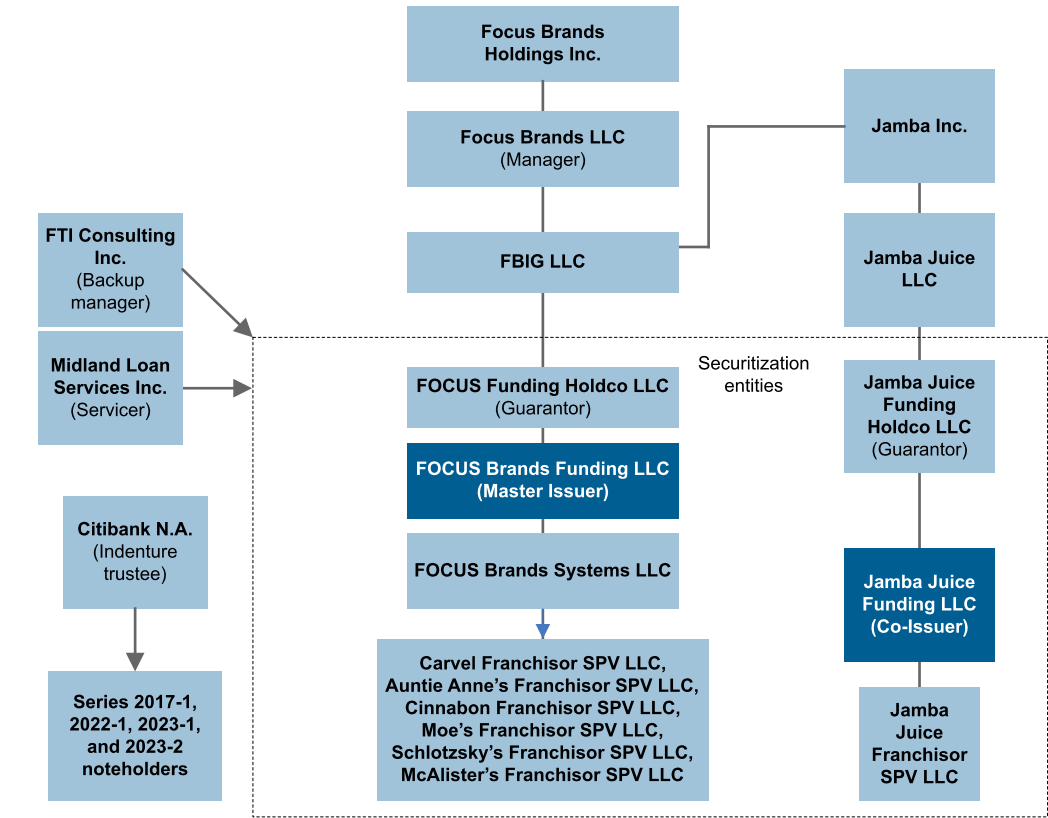 Focus Brands
Holdings Inc.
Focus Brands LLC
(Manager)
FBIG LLC
Jamba Inc.
Jamba Juice
LLC
FTI Consulting
Inc.
(Backup
manager)
Midland Loan
Services Inc.
(Servicer)
Citibank N.A.
(Indenture
trustee)
Series 2017-1,
2022-1, 2023-1,
and 2023-2
noteholders
Securitization
entities
FOCUS Funding Holdco LLC
(Guarantor)
FOCUS Brands Funding LLC
(Master Issuer)
FOCUS Brands Systems LLC
Carvel Franchisor SPV LLC,
Auntie Anne’s Franchisor SPV LLC,
Cinnabon Franchisor SPV LLC,
Moe’s Franchisor SPV LLC,
Schlotzsky’s Franchisor SPV LLC,
McAlister’s Franchisor SPV LLC
Jamba Juice
Funding
Holdco LLC
(Guarantor)
Jamba Juice
Funding LLC
(Co-Issuer)
Jamba
Juice
Franchisor
SPV LLC